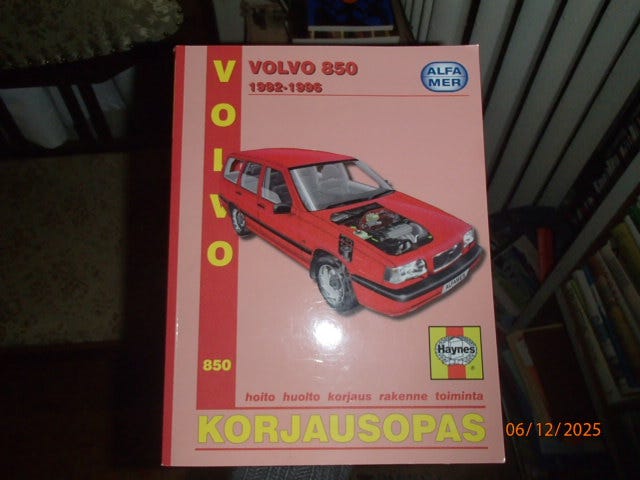 VOLVO
VOLVO 850
1992-1996
ALFA
MER
Haynes
®
850
hoito huolto korjaus rakenne toiminta
KORJAUSOPAS
06/12/2025